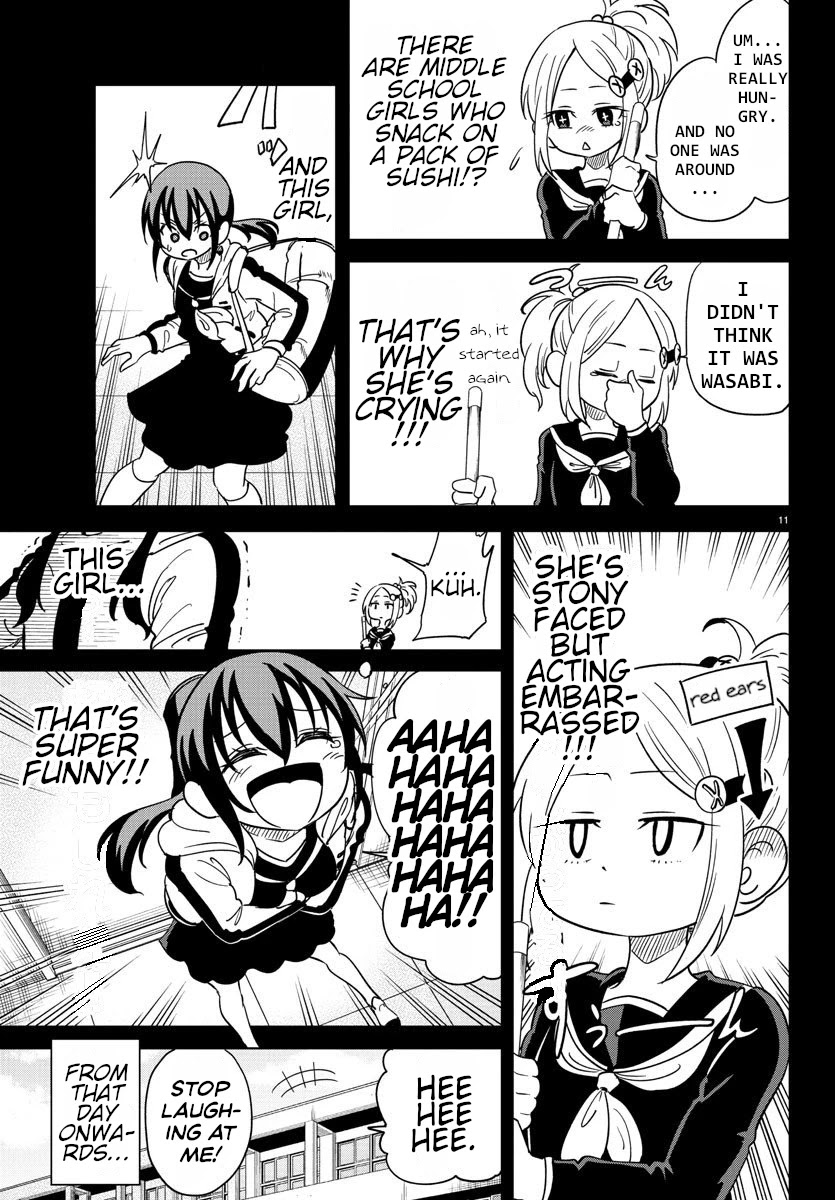 UM...
I WAS
REALLY
HUN-
GRY.
AND NO
ONE WAS
AROUND
...
THERE
ARE MIDDLE
SCHOOL
GIRLS WHO
SNACK ON
A PACK OF
SUSHI!?
I
DIDN'T
THINK
IT WAS
WASABI.
ah, it
started
again.
THAT'S
WHY
SHE'S
CRYING
!!!
AND
THIS
GIRL,
11
SHE'S
STONY
FACED
BUT
ACTING
EMBAR-
RASSED
!!!
red ears
KÜH.
THIS
GIRL...
AAHA
HAHA
HAHA
HAHA
HAHA
HA!!
THAT'S
SUPER
FUNNY!!
HEE
HEE
HEE.
STOP
LAUGH-
ING AT
ME!
FROM
THAT
DAY
ONWA-
RDS...